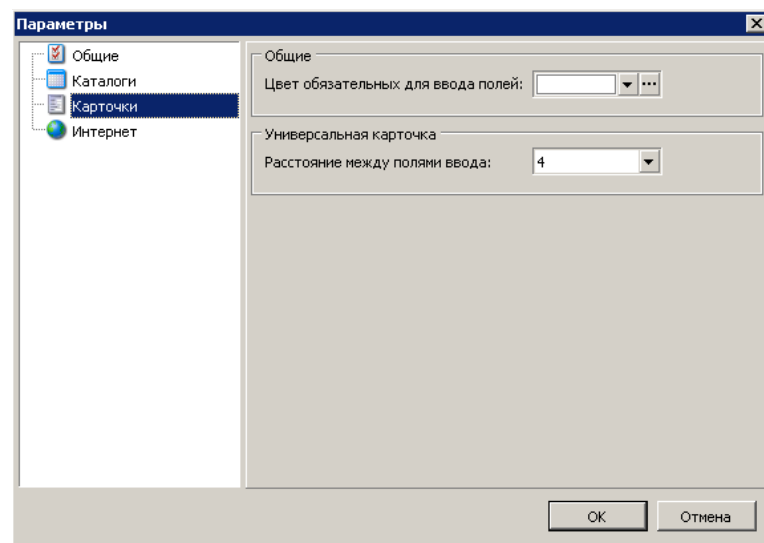 Параметры
Общие
Каталоги
Карточки
Интернет
Общие
Цвет обязательных для ввода полей:
Универсальная карточка
Расстояние между полями ввода: 4
OK Отмена